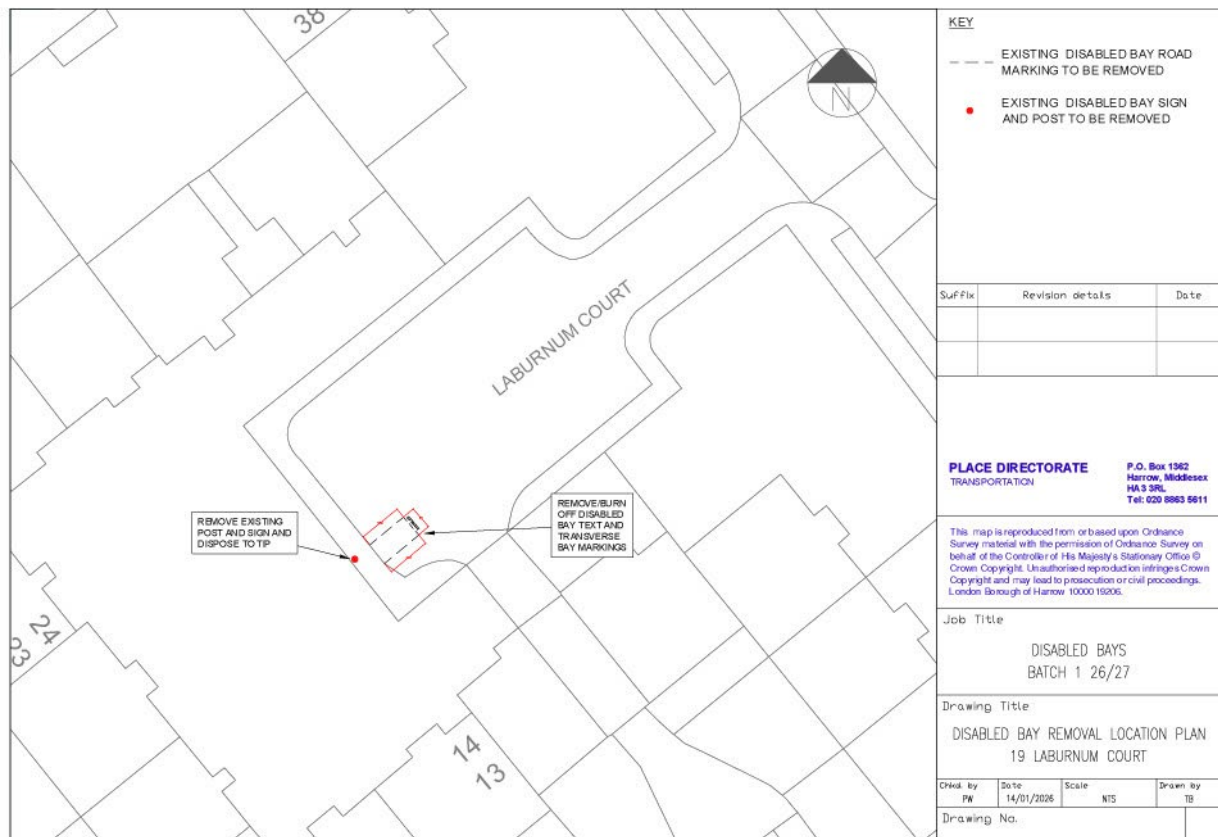 38
LABURNUM COURT
REMOVE EXISTING
POST AND SIGN AND
DISPOSE TO TIP
REMOVE/BURN
OFF DISABLED
BAY TEXT AND
TRANSVERSE
BAY MARKINGS
24
23
14
13
N
KEY
EXISTING DISABLED BAY ROAD
MARKING TO BE REMOVED
EXISTING DISABLED BAY SIGN
AND POST TO BE REMOVED
Suffix Revision details Date
PLACE DIRECTORATE
TRANSPORTATION
P.O. Box 1362
Harrow, Middlesex
HA3 3RL
Tel: 020 8863 5611
This map is reproduced from or based upon Ordnance
Survey material with the permission of Ordnance Survey on
behalf of the Controller of His Majesty's Stationary Office ©
Crown Copyright. Unauthorised reproduction infringes Crown
Copyright and may lead to prosecution or civil proceedings.
London Borough of Harrow 100019206.
Job Title
DISABLED BAYS
BATCH 1 26/27
Drawing Title
DISABLED BAY REMOVAL LOCATION PLAN
19 LABURNUM COURT
Chkd. by Date Scale Drawn by
PW 14/01/2026 NTS TB
Drawing No.